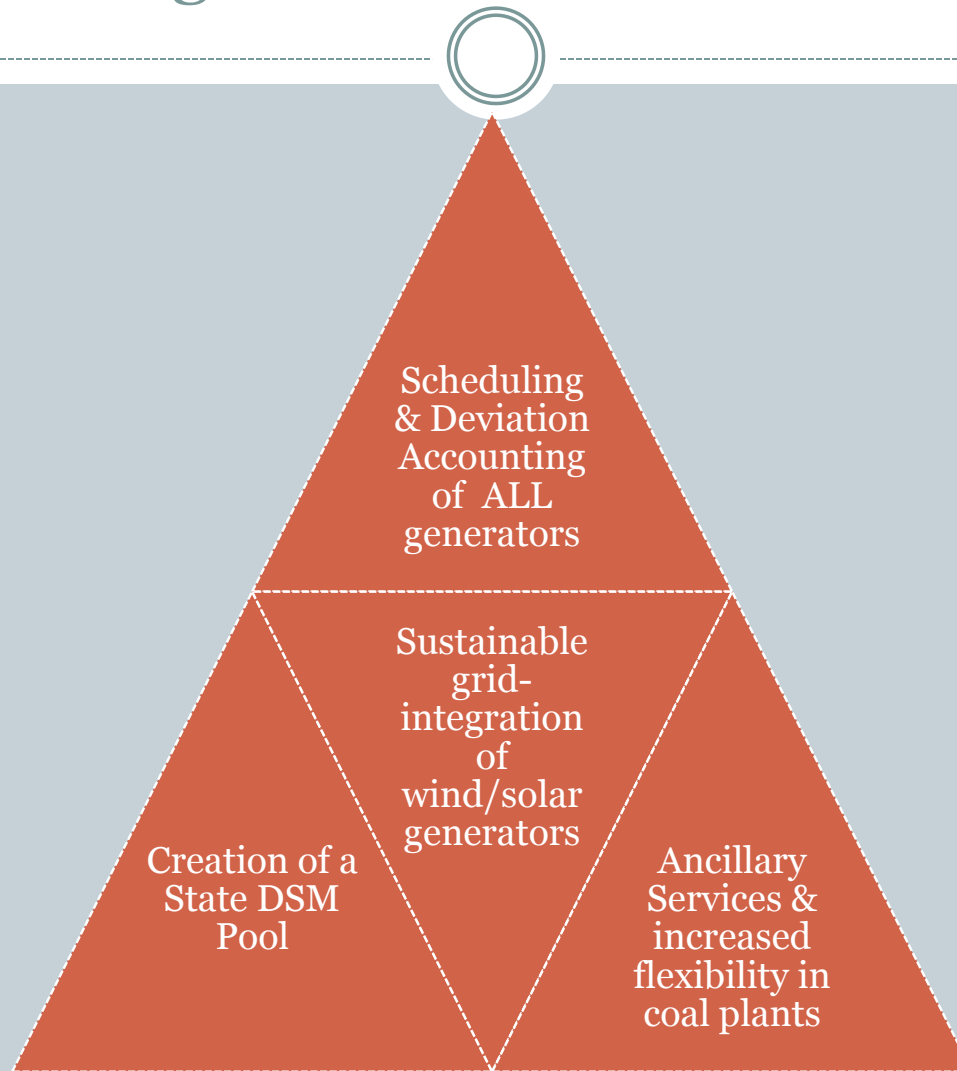 Scheduling
& Deviation
Accounting
of ALL
generators
Sustainable
grid-
integration
of
wind/solar
generators
Creation of a
State DSM
Pool
Ancillary
Services &
increased
flexibility in
coal plants